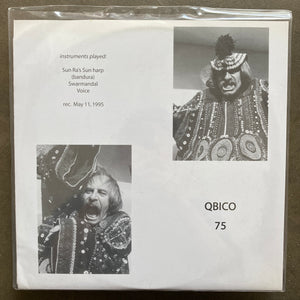 instruments played:
Sun Ra's Sun harp
(bandura)
Swarmandal
Voice
rec. May 11, 1995
QBICO
75